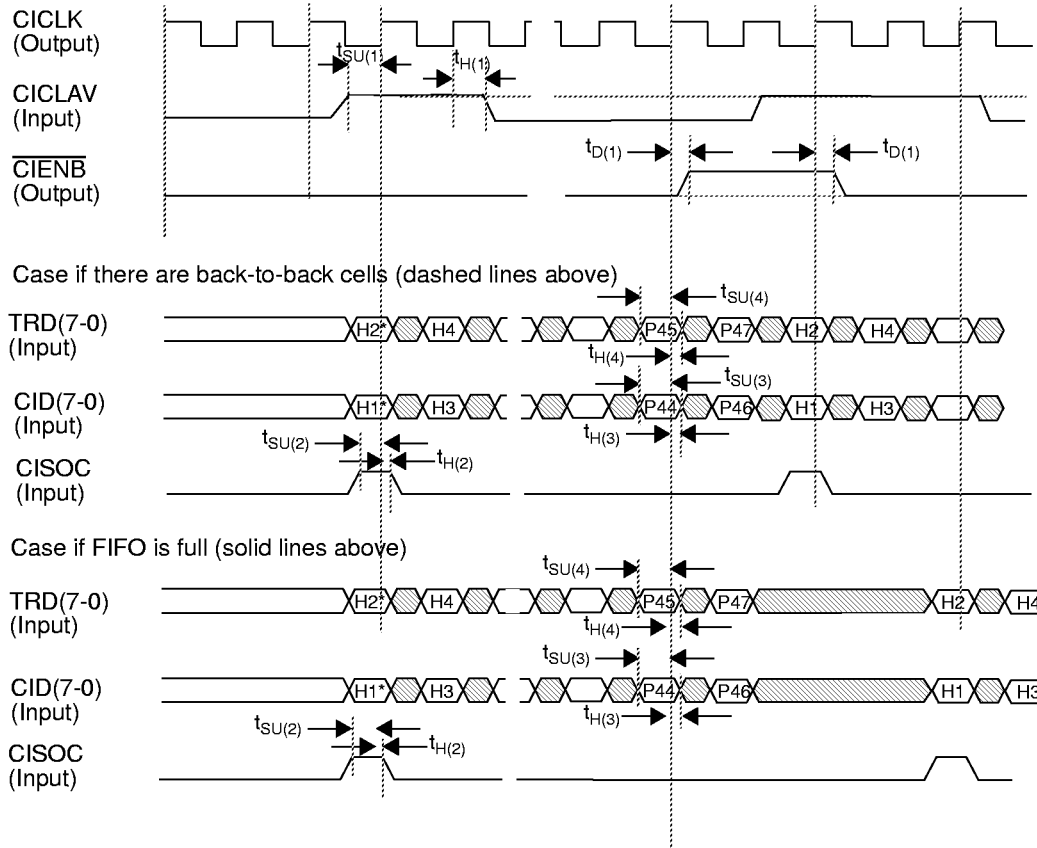 CICLK
(Output)
tSU(1)
tH(1)
CICLAV
(Input)
tD(1)
tD(1)
CIENB
(Output)
Case if there are back-to-back cells (dashed lines above)
tSU(4)
TRD(7-0)
(Input)
H2*
H4
P45
P47
H2
H4
tH(4)
tSU(3)
CID(7-0)
(Input)
H1*
H3
P44
P46
H1
H3
tSU(2)
tH(3)
tH(2)
CISOC
(Input)
Case if FIFO is full (solid lines above)
tSU(4)
TRD(7-0)
(Input)
H2*
H4
P45
P47
H2
H4
tH(4)
tSU(3)
CID(7-0)
(Input)
H1*
H3
P44
P46
H1
H3
tSU(2)
tH(3)
tH(2)
CISOC
(Input)